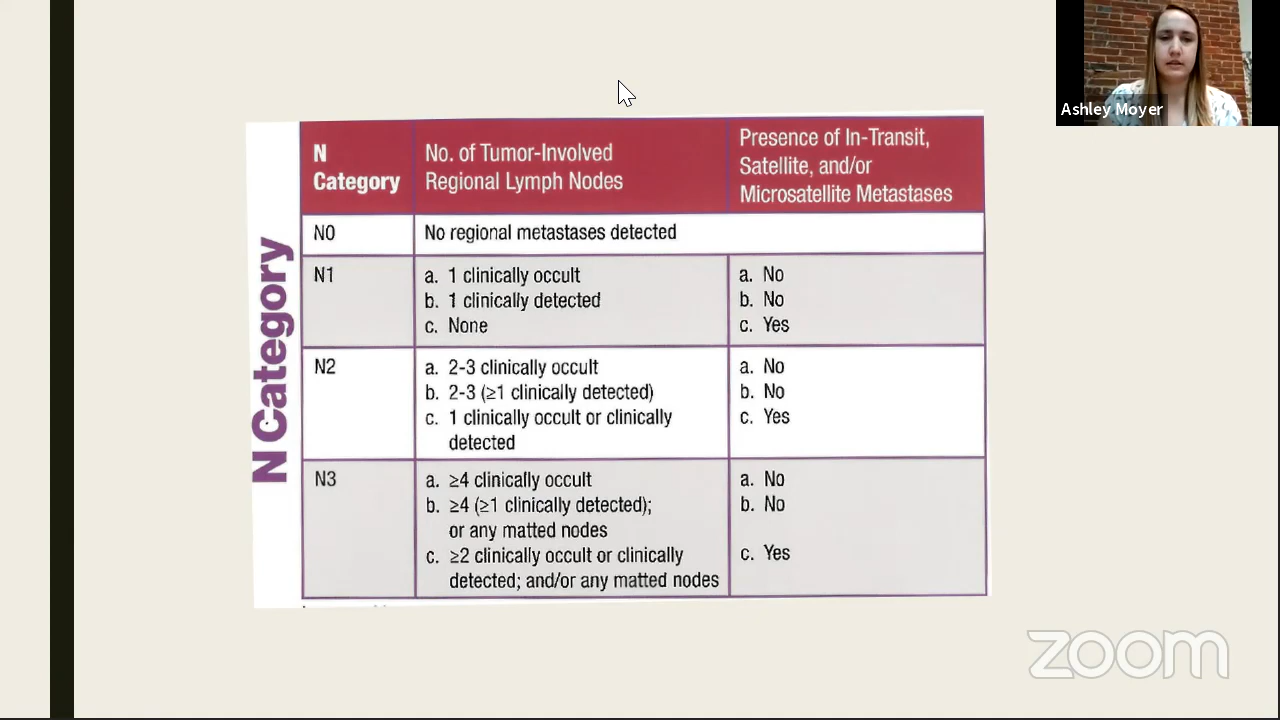 Ashley Moyer
N Category
N
Category
No. of Tumor-Involved
Regional Lymph Nodes
Presence of In-Transit,
Satellite, and/or
Microsatellite Metastases
N0
No regional metastases detected
N1
a. 1 clinically occult
b. 1 clinically detected
c. None
a. No
b. No
c. Yes
N2
a. 2-3 clinically occult
b. 2-3 (≥1 clinically detected)
c. 1 clinically occult or clinically
detected
a. No
b. No
c. Yes
N3
a. ≥4 clinically occult
b. ≥4 (≥1 clinically detected);
or any matted nodes
c. ≥2 clinically occult or clinically
detected; and/or any matted nodes
a. No
b. No
c. Yes
zoom